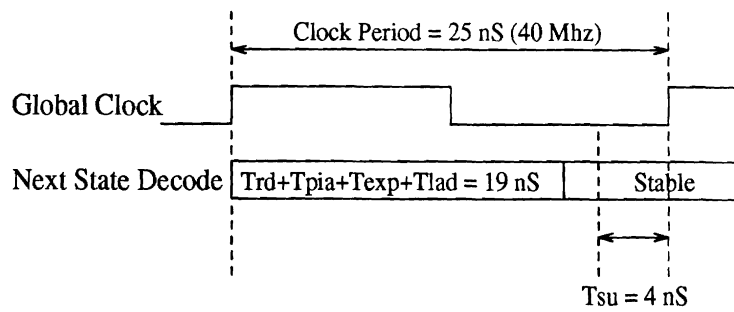 Clock Period = 25 nS (40 Mhz)
Global Clock
Next State Decode
Trd+Tpia+Texp+Tlad = 19 nS
Stable
Tsu = 4 nS